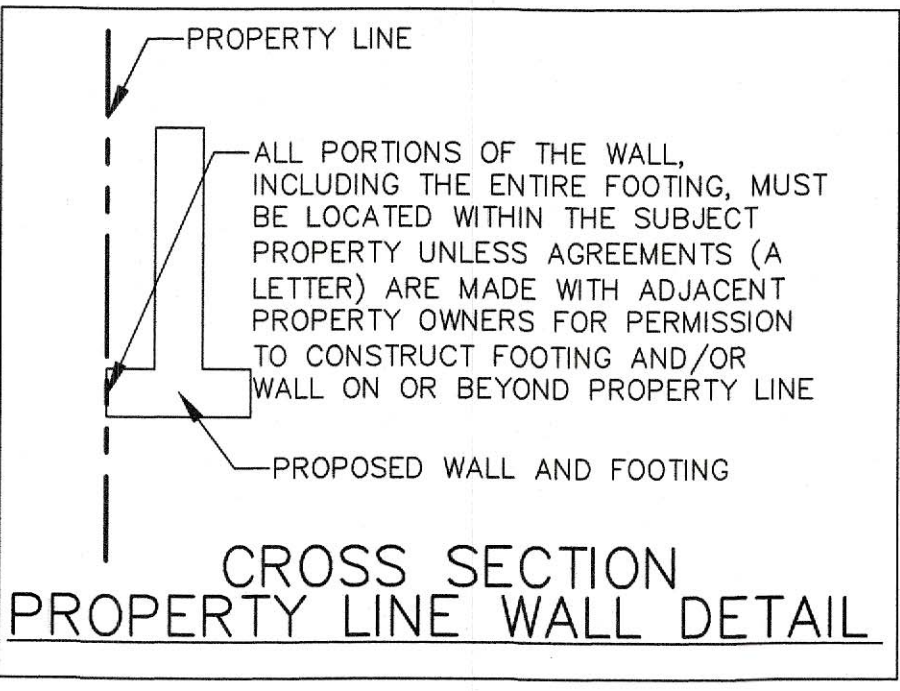 PROPERTY LINE
ALL PORTIONS OF THE WALL,
INCLUDING THE ENTIRE FOOTING, MUST
BE LOCATED WITHIN THE SUBJECT
PROPERTY UNLESS AGREEMENTS (A
LETTER) ARE MADE WITH ADJACENT
PROPERTY OWNERS FOR PERMISSION
TO CONSTRUCT FOOTING AND/OR
WALL ON OR BEYOND PROPERTY LINE
PROPOSED WALL AND FOOTING
CROSS SECTION
PROPERTY LINE WALL DETAIL